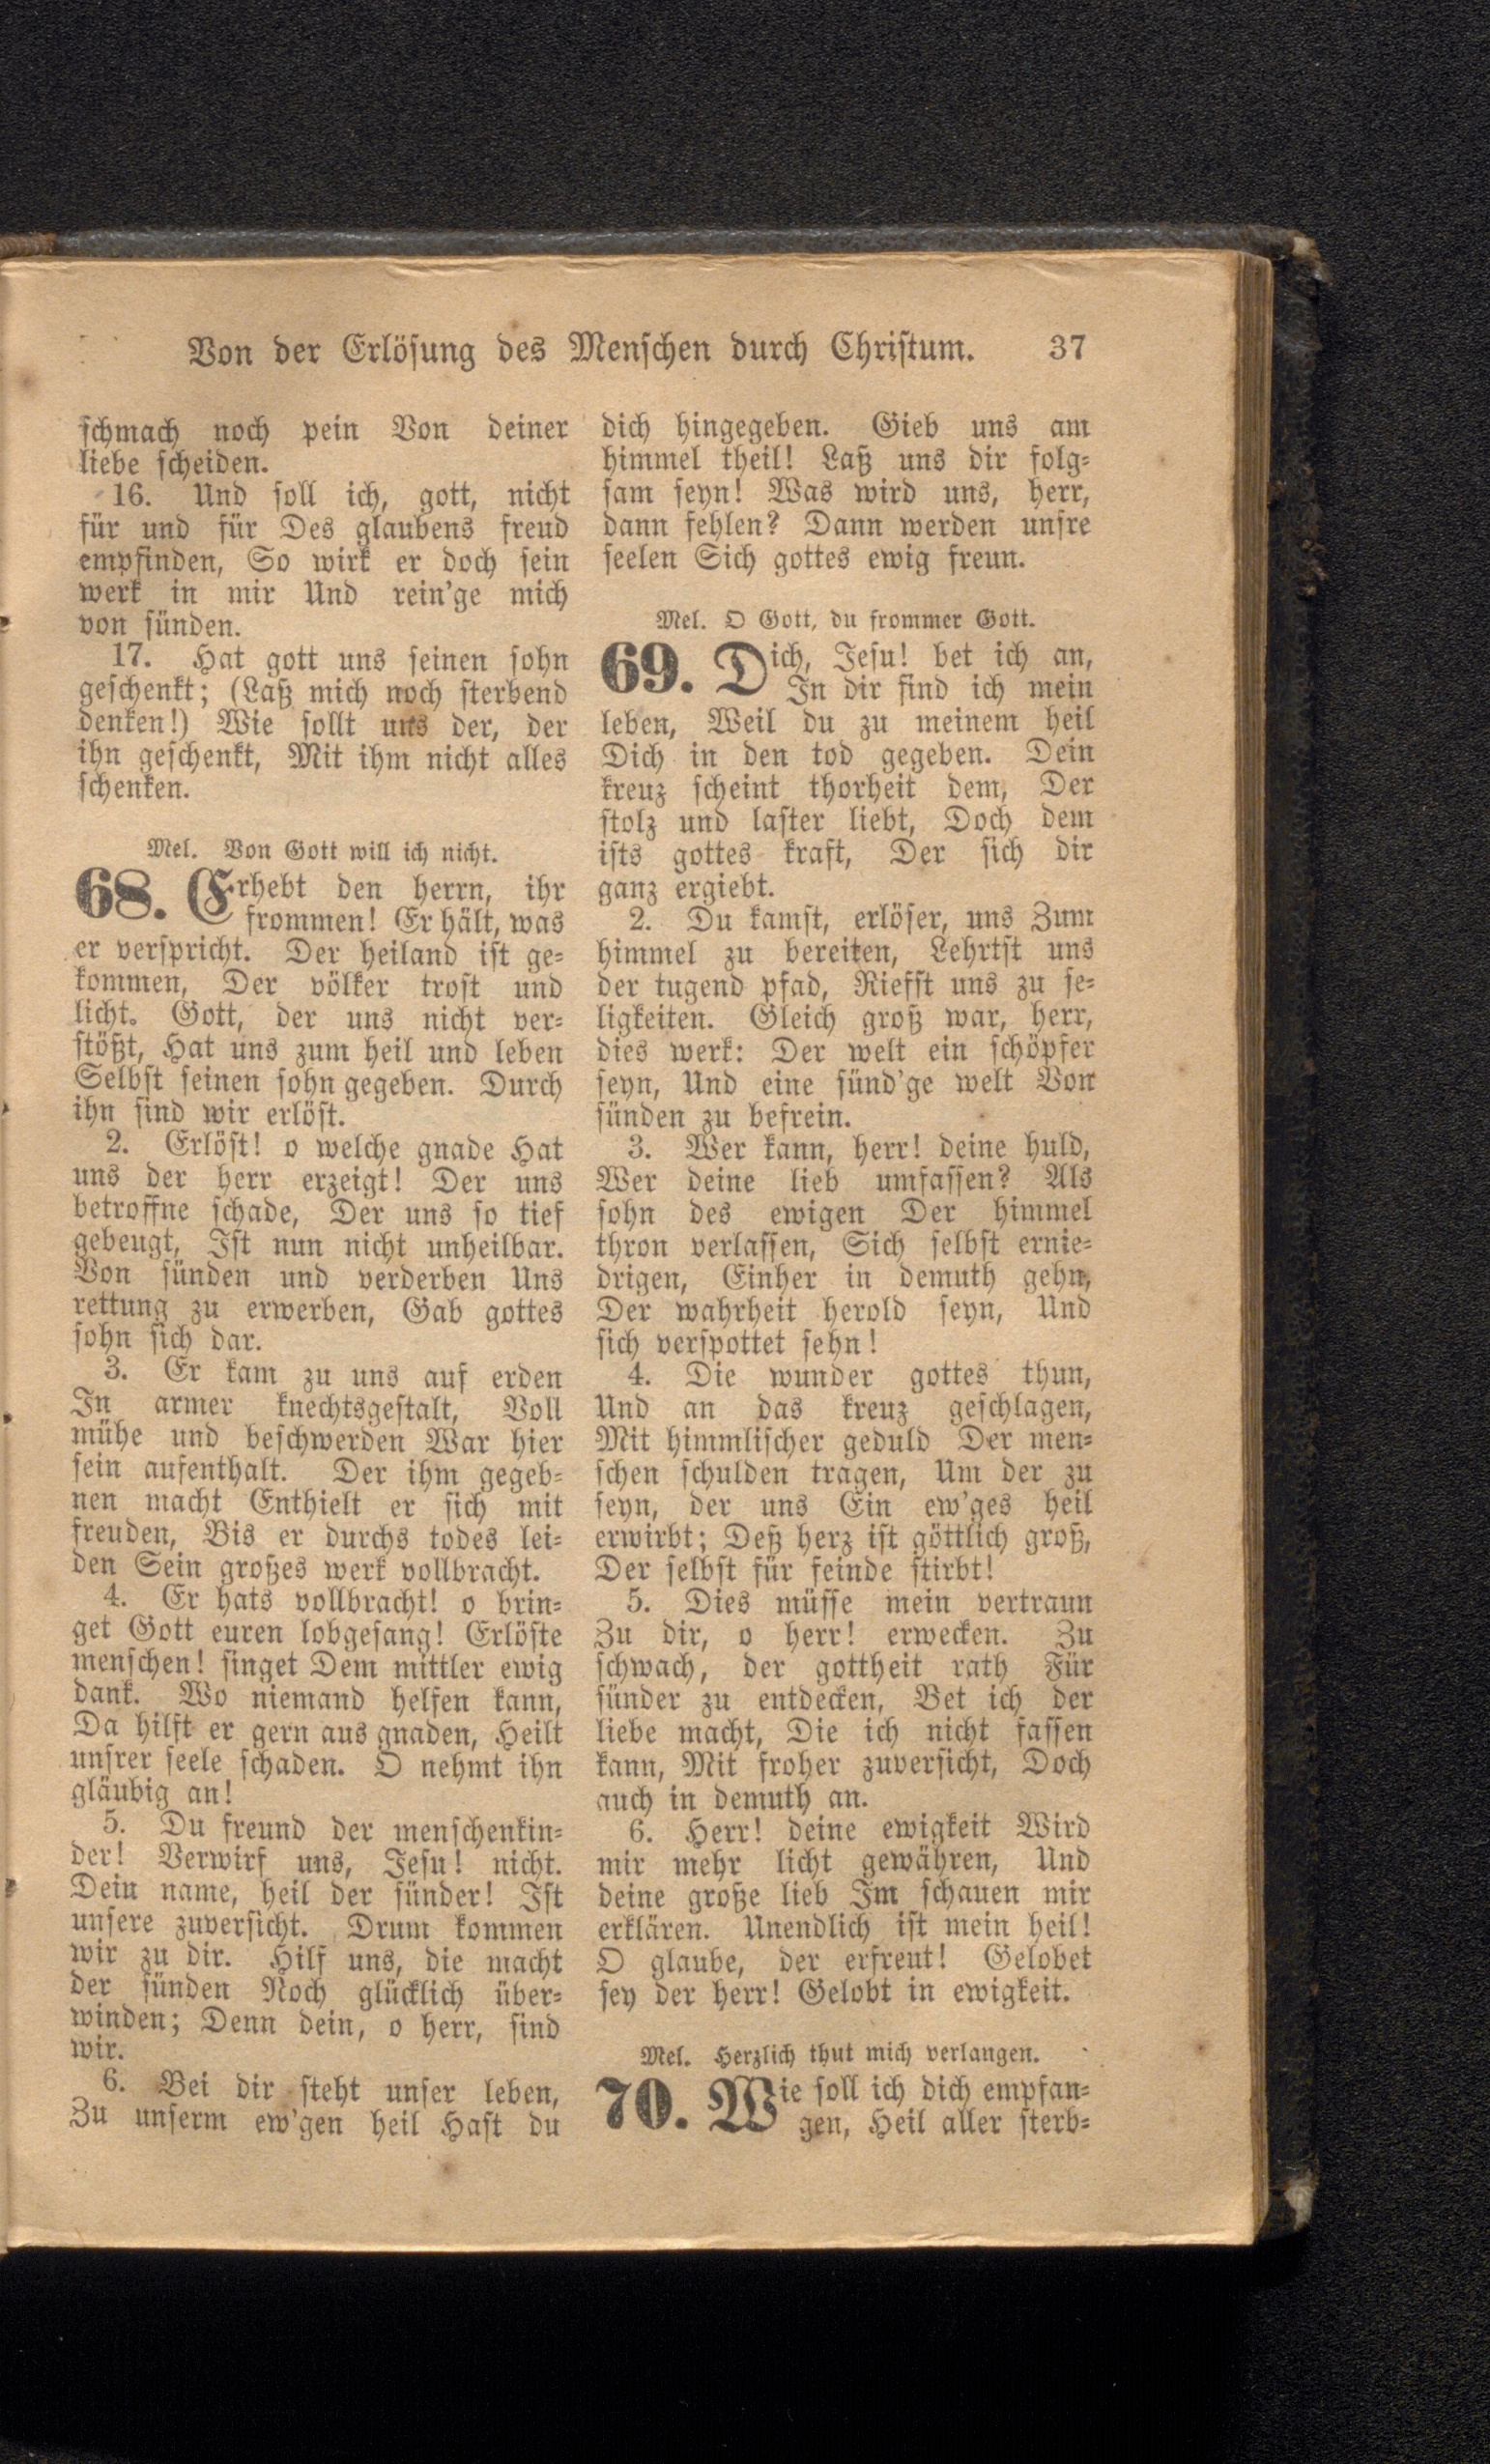 Von der Erlösung des Menschen durch Christum. 37
schmach noch pein Von deiner
liebe scheiden.
16. Und soll ich, gott, nicht
für und für Des glaubens freud
empfinden, So wirk er doch sein
werk in mir Und rein'ge mich
von sünden.
17. Hat gott uns seinen sohn
geschenkt; (Laß mich noch sterbend
denken!) Wie sollt uns der, der
ihn geschenkt, Mit ihm nicht alles
schenken.
Mel. Von Gott will ich nicht.
68. Erhebt den herrn, ihr
frommen! Er hält, was
er verspricht. Der heiland ist ge-
kommen, Der völker trost und
licht. Gott, der uns nicht ver-
stößt, Hat uns zum heil und leben
Selbst seinen sohn gegeben. Durch
ihn sind wir erlöst.
2. Erlöst! o welche gnade Hat
uns der herr erzeigt! Der uns
betroffne schade, Der uns so tief
gebeugt, Ist nun nicht unheilbar.
Von sünden und verderben Uns
rettung zu erwerben, Gab gottes
sohn sich dar.
3. Er kam zu uns auf erden
In armer knechtsgestalt, Voll
mühe und beschwerden War hier
sein aufenthalt. Der ihm gegeb-
nen macht Enthielt er sich mit
freuden, Bis er durchs todes lei-
den Sein großes werk vollbracht.
4. Er hats vollbracht! o brin-
get Gott euren lobgesang! Erlöste
menschen! singet Dem mittler ewig
dank. Wo niemand helfen kann,
Da hilft er gern aus gnaden, Heilt
unsrer seele schaden. O nehmt ihn
gläubig an!
5. Du freund der menschenkin-
der! Verwirf uns, Jesu! nicht.
Dein name, heil der sünder! Ist
unsere zuversicht. Drum kommen
wir zu dir. Hilf uns, die macht
der sünden Noch glücklich über-
winden; Denn dein, o herr, sind
wir.
6. Bei dir steht unser leben,
Zu unserm ew'gen heil Hast du
dich hingegeben. Gieb uns am
himmel theil! Laß uns dir folg-
sam seyn! Was wird uns, herr,
dann fehlen? Dann werden unsre
seelen Sich gottes ewig freun.
Mel. O Gott, du frommer Gott.
69. Dich, Jesu! bet ich an,
In dir find ich mein
leben, Weil du zu meinem heil
Dich in den tod gegeben. Dein
kreuz scheint thorheit dem, Der
stolz und laster liebt, Doch dem
ists gottes kraft, Der sich dir
ganz ergiebt.
2. Du kamst, erlöser, uns Zum
himmel zu bereiten, Lehrtst uns
der tugend pfad, Riefst uns zu se-
ligkeiten. Gleich groß war, herr,
dies werk: Der welt ein schöpfer
seyn, Und eine sünd'ge welt Von
sünden zu befrein.
3. Wer kann, herr! deine huld,
Wer deine lieb umfassen? Als
sohn des ewigen Der himmel
thron verlassen, Sich selbst ernie-
drigen, Einher in demuth gehn,
Der wahrheit herold seyn, Und
sich verspottet sehn!
4. Die wunder gottes thun,
Und an das kreuz geschlagen,
Mit himmlischer geduld Der men-
schen schulden tragen, Um der zu
seyn, der uns Ein ew'ges heil
erwirbt; Deß herz ist göttlich groß,
Der selbst für feinde stirbt!
5. Dies müsse mein vertraun
Zu dir, o herr! erwecken. Zu
schwach, der gottheit rath Für
sünder zu entdecken, Bet ich der
liebe macht, Die ich nicht fassen
kann, Mit froher zuversicht, Doch
auch in demuth an.
6. Herr! deine ewigkeit Wird
mir mehr licht gewähren, Und
deine große lieb Im schauen mir
erklären. Unendlich ist mein heil!
O glaube, der erfreut! Gelobet
sey der herr! Gelobt in ewigkeit.
Mel. Herzlich thut mich verlangen.
70. Wie soll ich dich empfan-
gen, Heil aller sterb-